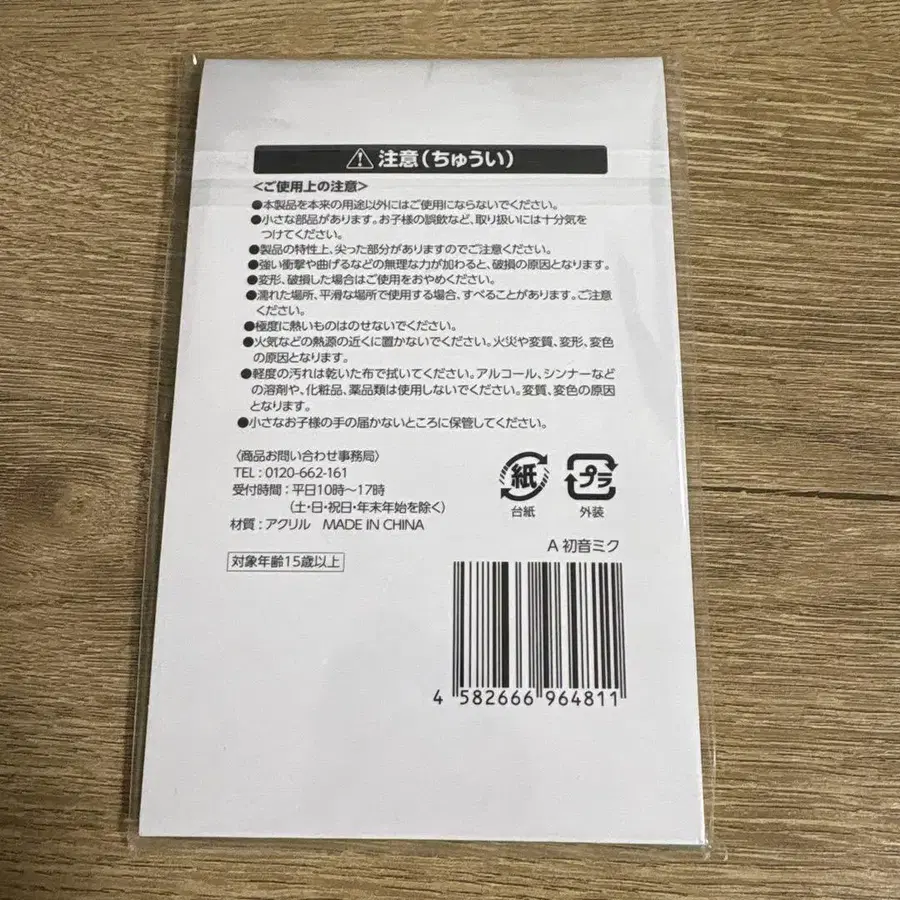 ⚠ 注意(ちゅうい)
<ご使用上の注意>
●本製品を本来の用途以外にはご使用にならないでください。
●小さな部品があります。お子様の誤飲など、取り扱いには十分気を
つけてください。
●製品の特性上、尖った部分がありますのでご注意ください。
●強い衝撃や曲げるなどの無理な力が加わると、破損の原因となります。
●変形、破損した場合はご使用をおやめください。
●濡れた場所、平滑な場所で使用する場合、すべることがあります。ご注意
ください。
●極度に熱いものはのせないでください。
●火気などの熱源の近くに置かないでください。火災や変質、変形、変色
の原因となります。
●軽度の汚れは乾いた布で拭いてください。アルコール、シンナーなど
の溶剤や、化粧品、薬品類は使用しないでください。変質、変色の原因
となります。
●小さなお子様の手の届かないところに保管してください。
〈商品お問い合わせ事務局〉
TEL:0120-662-161
受付時間:平日10時〜17時
(土・日・祝日・年末年始を除く)
材質:アクリル MADE IN CHINA
対象年齢15歳以上
紙
台紙
プラ
外装
A 初音ミク
4 582666 964811